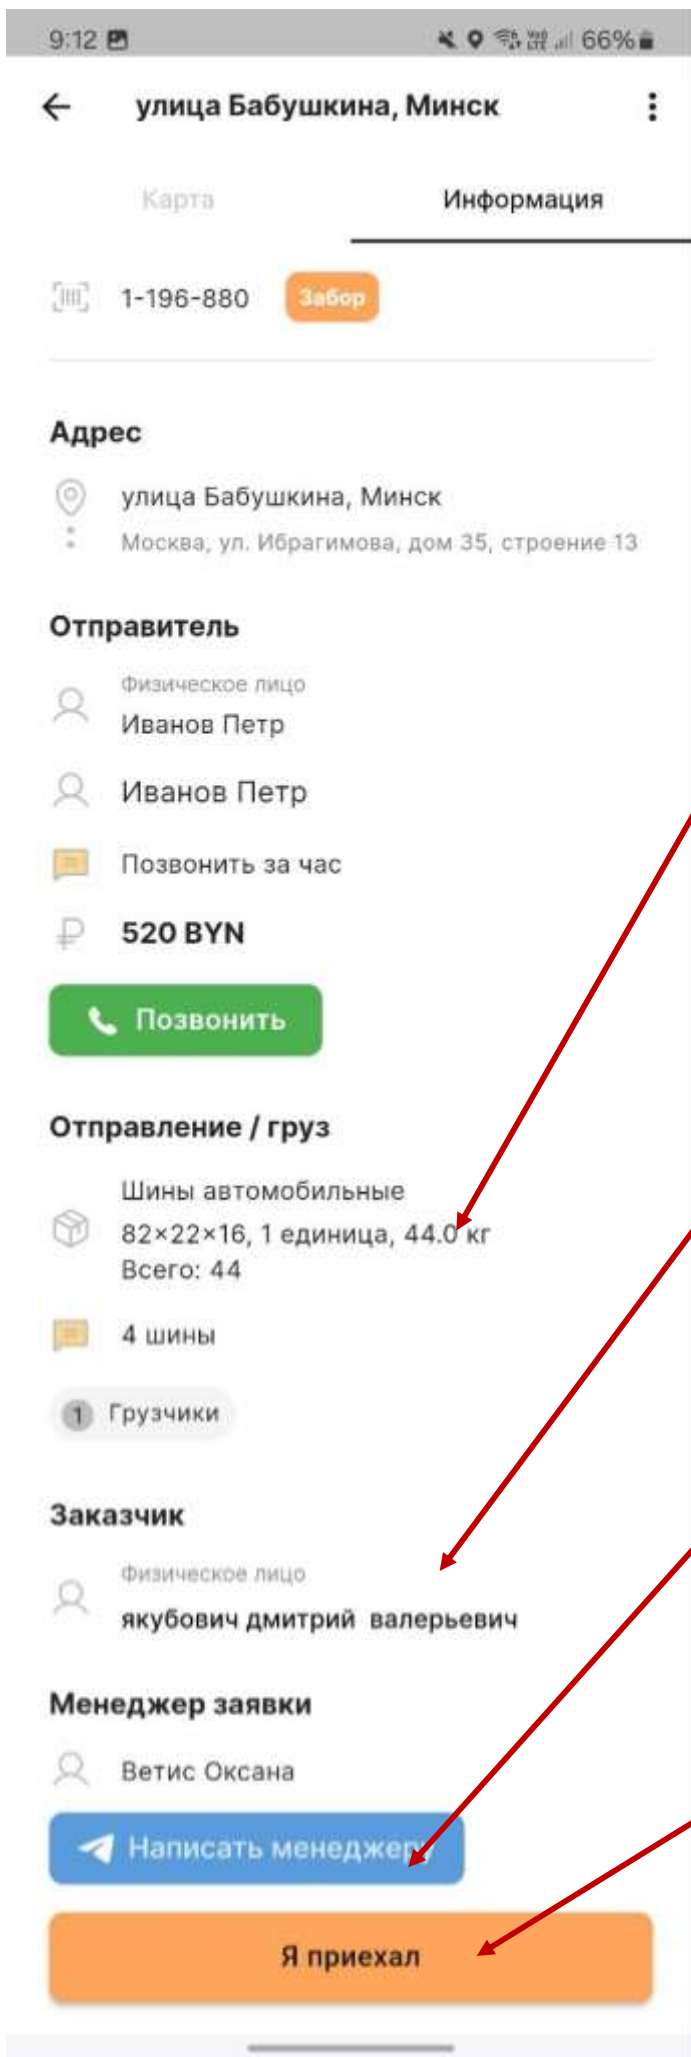 9:12
66%
улица Бабушкина, Минск
Карта
Информация
1-196-880
Забор
Адрес
улица Бабушкина, Минск
Москва, ул. Ибрагимова, дом 35, строение 13
Отправитель
Физическое лицо
Иванов Петр
Иванов Петр
Позвонить за час
₽ 520 BYN
Позвонить
Отправление / груз
Шины автомобильные
82×22×16, 1 единица, 44.0 кг
Всего: 44
4 шины
1 Грузчики
Заказчик
Физическое лицо
якубович дмитрий валерьевич
Менеджер заявки
Ветис Оксана
Написать менеджеру
Я приехал